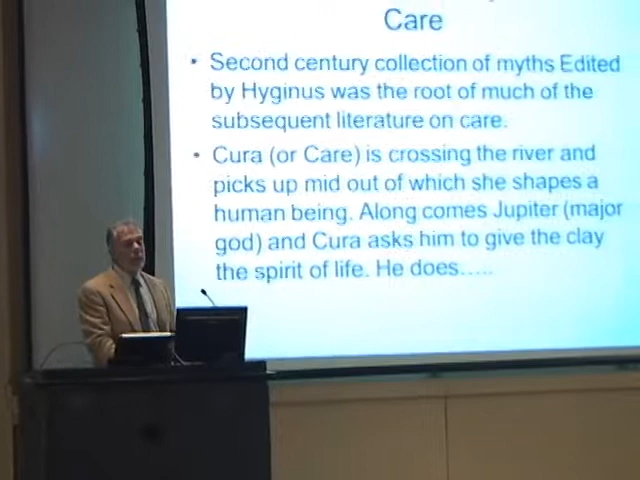 Care
• Second century collection of myths Edited
by Hyginus was the root of much of the
subsequent literature on care.
• Cura (or Care) is crossing the river and
picks up mid out of which she shapes a
human being. Along comes Jupiter (major
god) and Cura asks him to give the clay
the spirit of life. He does…..